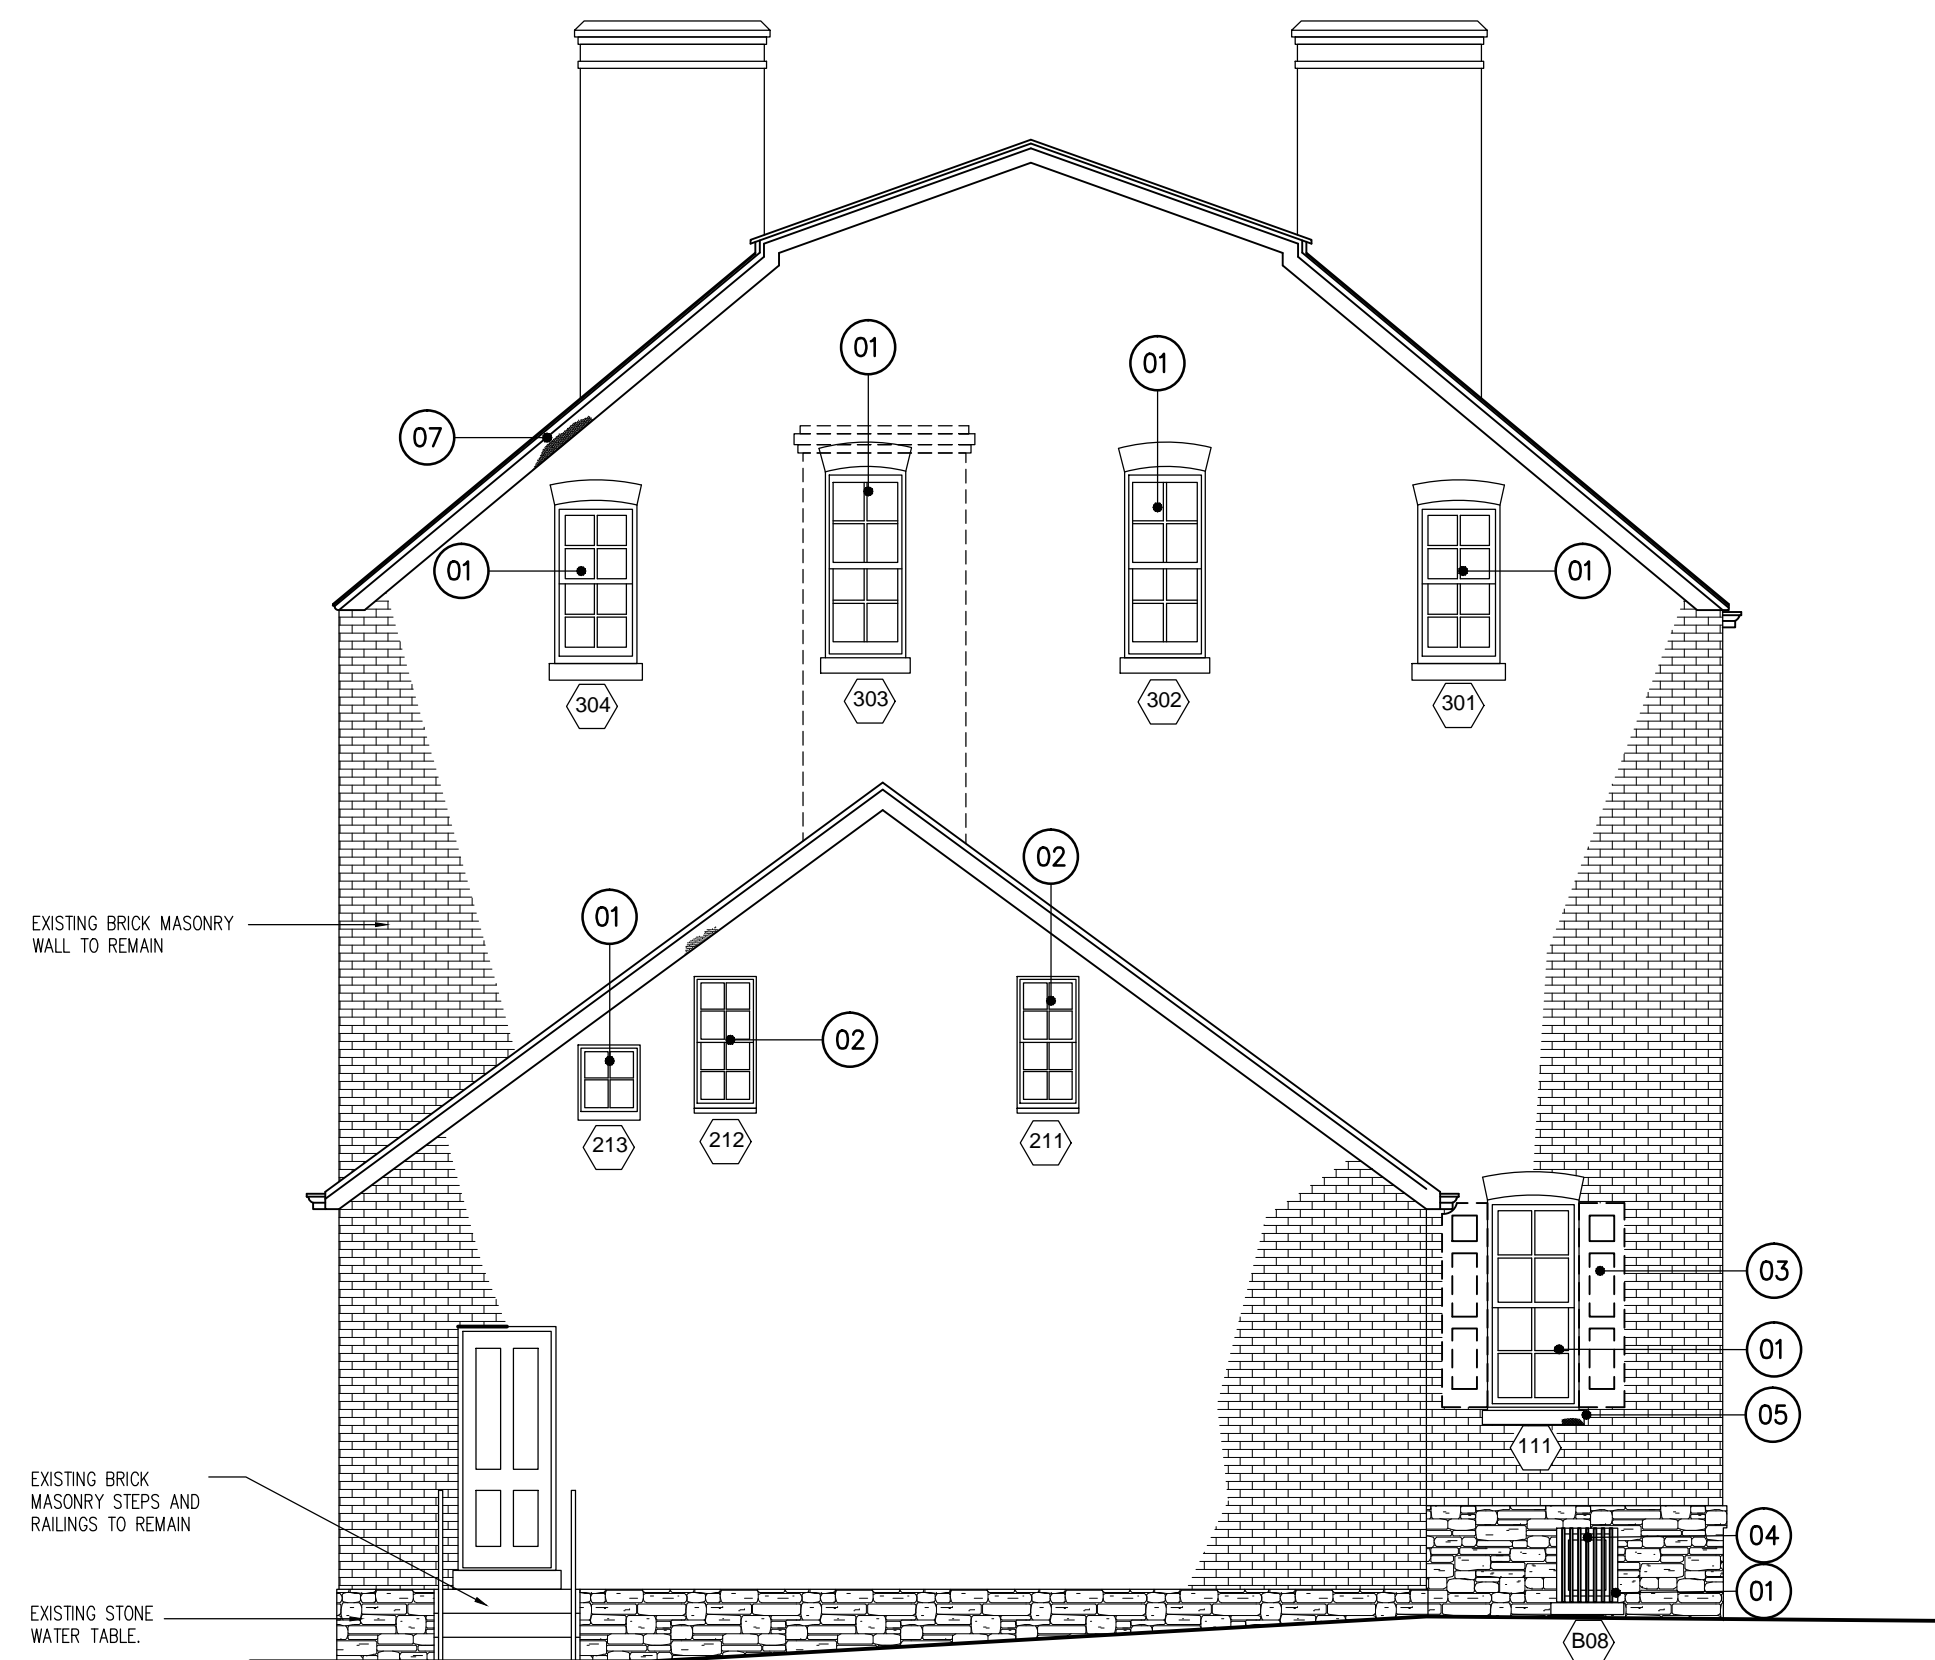 01
01
07
01
01
304
303
302
301
02
01
EXISTING BRICK MASONRY
WALL TO REMAIN
02
213
212
211
03
01
05
111
EXISTING BRICK
MASONRY STEPS AND
RAILINGS TO REMAIN
04
01
EXISTING STONE
WATER TABLE.
B08